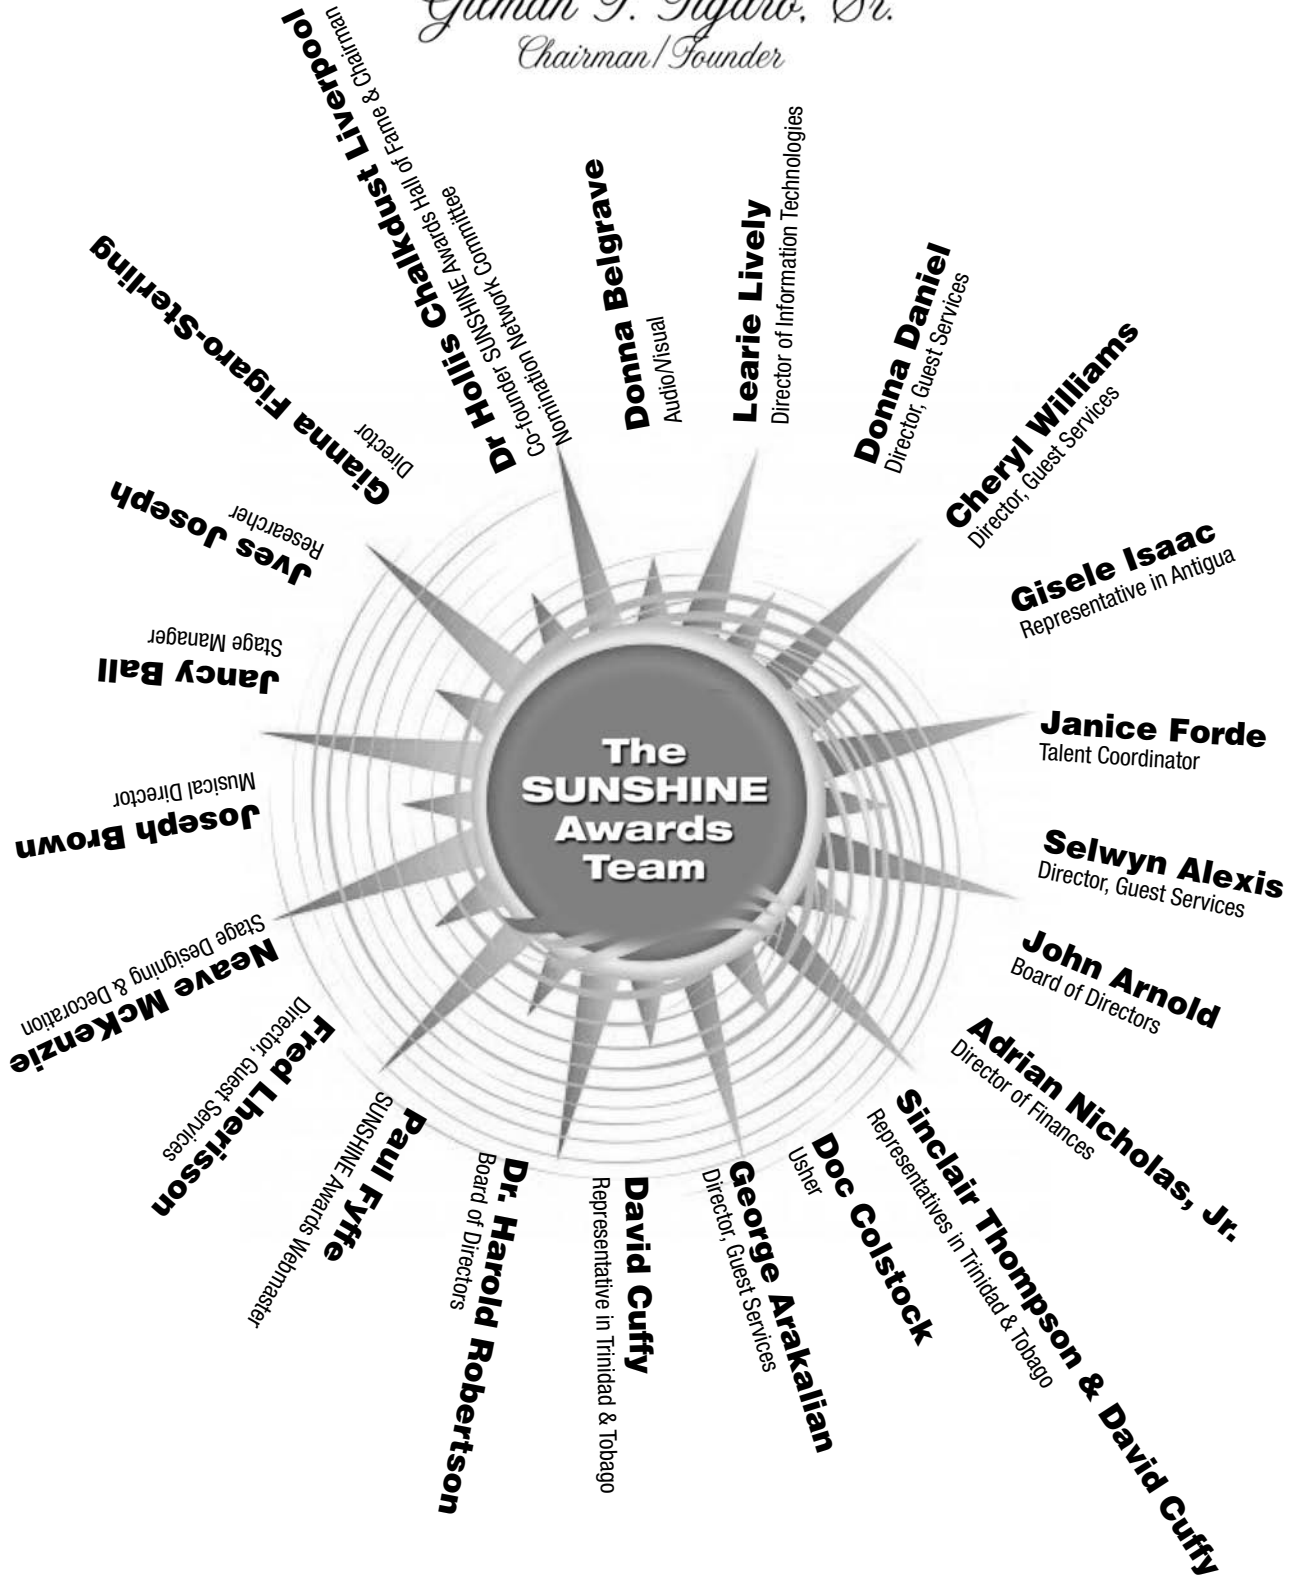 Gilman G. Figaro, Sr.
Chairman/Founder
Dr Hollis Chalkdust Liverpool
Co-founder SUNSHINE Awards Hall of Fame & Chairman
Nomination Network Committee
Donna Belgrave
Audio/Visual
Learie Lively
Director of Information Technologies
Donna Daniel
Director, Guest Services
Cheryl Williams
Director, Guest Services
Gisele Isaac
Representative in Antigua
Janice Forde
Talent Coordinator
Selwyn Alexis
Director, Guest Services
John Arnold
Board of Directors
Adrian Nicholas, Jr.
Director of Finances
Sinclair Thompson & David Cuffy
Representatives in Trinidad & Tobago
Doc Colstock
Usher
George Arakalian
Director, Guest Services
David Cuffy
Representative in Trinidad & Tobago
Dr. Harold Robertson
Board of Directors
Paul Fyffe
SUNSHINE Awards Webmaster
Fred Lherisson
Director, Guest Services
Neave McKenzie
Stage Designing & Decoration
Joseph Brown
Musical Director
Jancy Ball
Stage Manager
Jves Joseph
Researcher
Gianna Figaro-Sterling
Director
The
SUNSHINE
Awards
Team